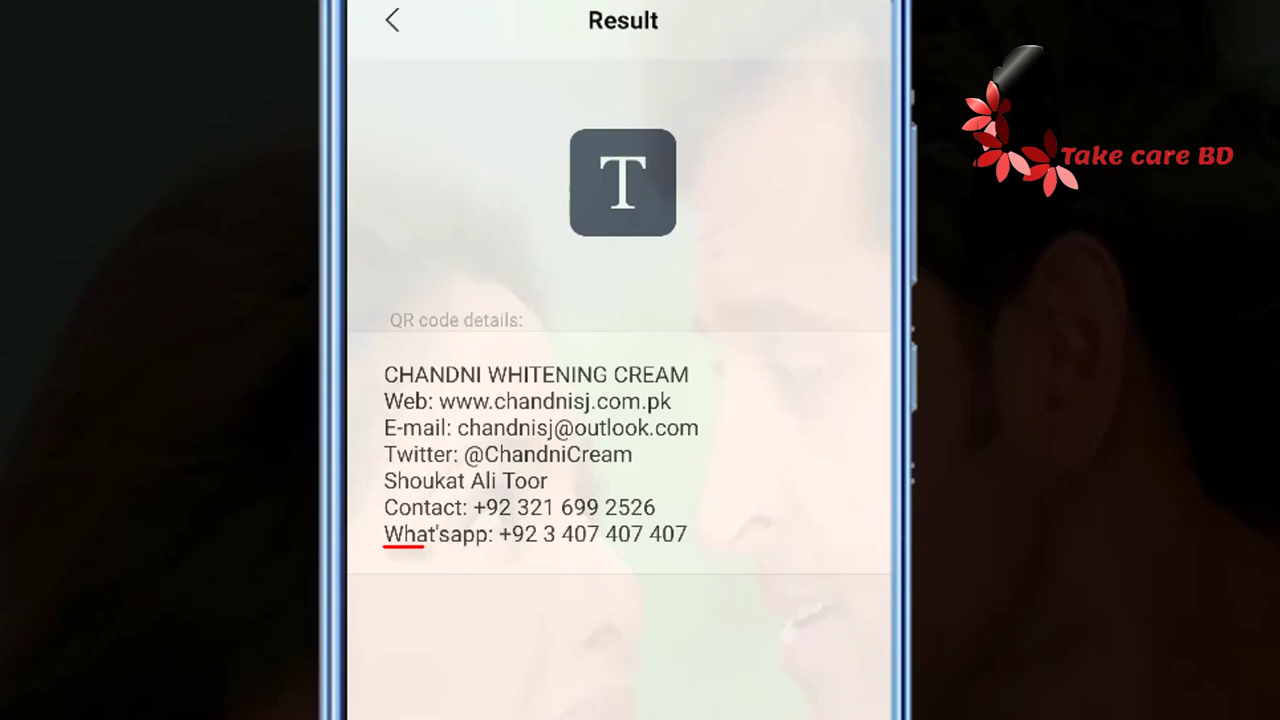 Result
T
Take care BD
QR code details:
CHANDNI WHITENING CREAM
Web: www.chandnisj.com.pk
E-mail: chandnisj@outlook.com
Twitter: @ChandniCream
Shoukat Ali Toor
Contact: +92 321 699 2526
What'sapp: +92 3 407 407 407